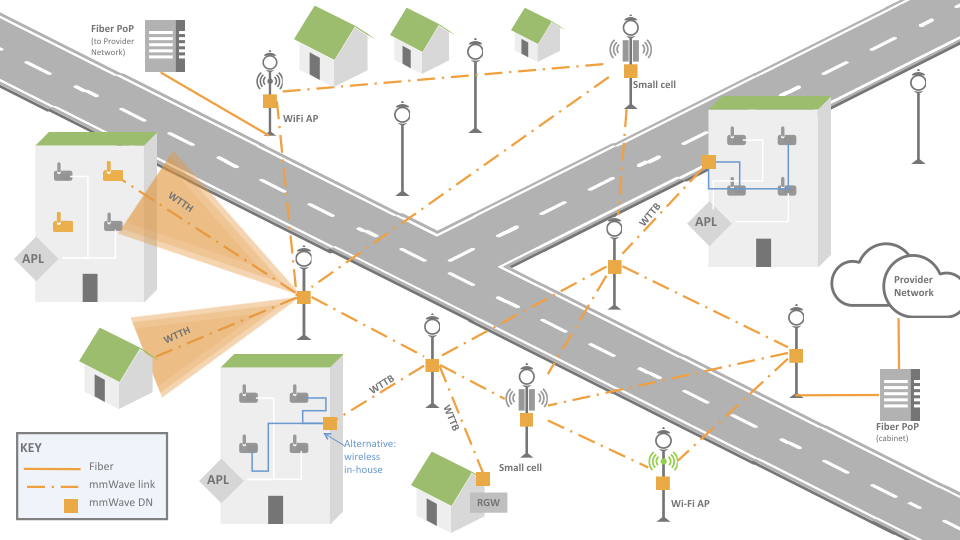 Fiber PoP
(to Provider
Network)
WiFi AP
Small cell
WTTH
WTTB
APL
APL
Provider
Network
WTTH
WTTB
WTTB
Alternative:
wireless
in-house
Fiber PoP
(cabinet)
KEY
Fiber
mmWave link
mmWave DN
APL
Small cell
RGW
Wi-Fi AP